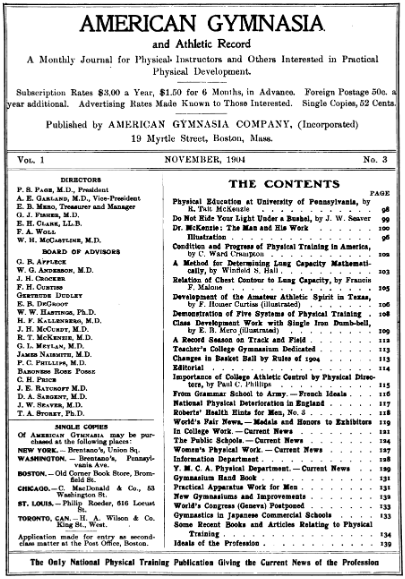 AMERICAN GYMNASIA
and Athletic Record
A Monthly Journal for Physical Instructors and Others Interested in Practical
Physical Development.
Subscription Rates $3.00 a Year, $1.50 for 6 Months, in Advance. Foreign Postage 50c. a
year additional. Advertising Rates Made Known to Those Interested. Single Copies, 52 Cents.
Published by AMERICAN GYMNASIA COMPANY, (Incorporated)
19 Myrtle Street, Boston, Mass.
VOL. 1 NOVEMBER, 1904 No. 3
DIRECTORS
P. S. PAGE, M.D., President
A. E. GARLAND, M.D., Vice-President
E. B. MERO, Treasurer and Manager
G. J. FISHER, M.D.
E. H. CLARK, LL.B.
F. A. WOLL
W. H. MCCASTLINE, M.D.
BOARD OF ADVISORS
G. B. AFFLECK
W. G. ANDERSON, M.D.
J. H. CROCKER
F. H. CURTISS
GERTRUDE DUDLEY
E. B. DEGROOT
W. W. HASTINGS, Ph.D.
H. F. KALLENBERG, M.D.
J. H. MCCURDY, M.D.
R. T. MCKENZIE, M.D.
G. L. MEYLAN, M.D.
JAMES NAISMITH, M.D.
P. C. PHILLIPS, M.D.
BARONESS ROSE POSSE
C. H. PRICE
J. E. RAYCROFT M.D.
D. A. SARGENT, M.D.
J. W. SEAVER, M.D.
T. A. STOREY, Ph.D.
SINGLE COPIES
Of AMERICAN GYMNASIA may be pur-
chased at the following places:
NEW YORK. — Brentano's, Union Sq.
WASHINGTON. — Brentano's, Pennsyl-
vania Ave.
BOSTON. — Old Corner Book Store, Brom-
field St.
CHICAGO. — C. MacDonald & Co., 53
Washington St.
ST. LOUIS. — Philip Roeder, 616 Locust
St.
TORONTO, CAN. — H. A. Wilson & Co.
King St., West.
Application made for entry as second-
class matter at the Post Office, Boston.
THE CONTENTS
PAGE
Physical Education at University of Pennsylvania, by
R. Tait McKenzie . . . 98
Do Not Hide Your Light Under a Bushel, by J. W. Seaver 99
Dr. McKenzie: The Man and His Work . . . 100
Illustration . . . 96
Condition and Progress of Physical Training in America,
by C. Ward Crampton . . . 102
A Method for Determining Lung Capacity Mathemati-
cally, by Winfield S. Hall . . . 103
Relation of Chest Contour to Lung Capacity, by Francis
F. Malone . . . 105
Development of the Amateur Athletic Spirit in Texas,
by F. Homer Curtiss (illustrated) . . . 106
Demonstration of Five Systems of Physical Training . 108
Class Development Work with Single Iron Dumb-bell,
by E. B. Mero (illustrated) . . . 109
A Record Season on Track and Field . . . 112
Teacher's College Gymnasium Dedicated . . . 113
Changes in Basket Ball by Rules of 1904 . . . 113
Editorial . . . 114
Importance of College Athletic Control by Physical Direc-
tors, by Paul C. Phillips . . . 115
From Grammar School to Army. — French Ideals . . 116
National Physical Deterioration in England . . . 117
Roberts' Health Hints for Men, No. 3 . . . 118
World's Fair News, — Medals and Honors to Exhibitors 119
In College Work. — Current News . . . 121
The Public Schools. — Current News . . . 124
Women's Physical Work. — Current News . . . 127
Information Department . . . 128
Y. M. C. A. Physical Department. — Current News . 129
Gymnasium Hand Book . . . 131
Practical Apparatus Work for Men . . . 131
New Gymnasiums and Improvements . . . 132
World's Congress (Geneva) Postponed . . . 133
Gymnastics in Japanese Commercial Schools . . . 133
Some Recent Books and Articles Relating to Physical
Training . . . 134
Ideals of the Profession . . . 139
The Only National Physical Training Publication Giving the Current News of the Profession